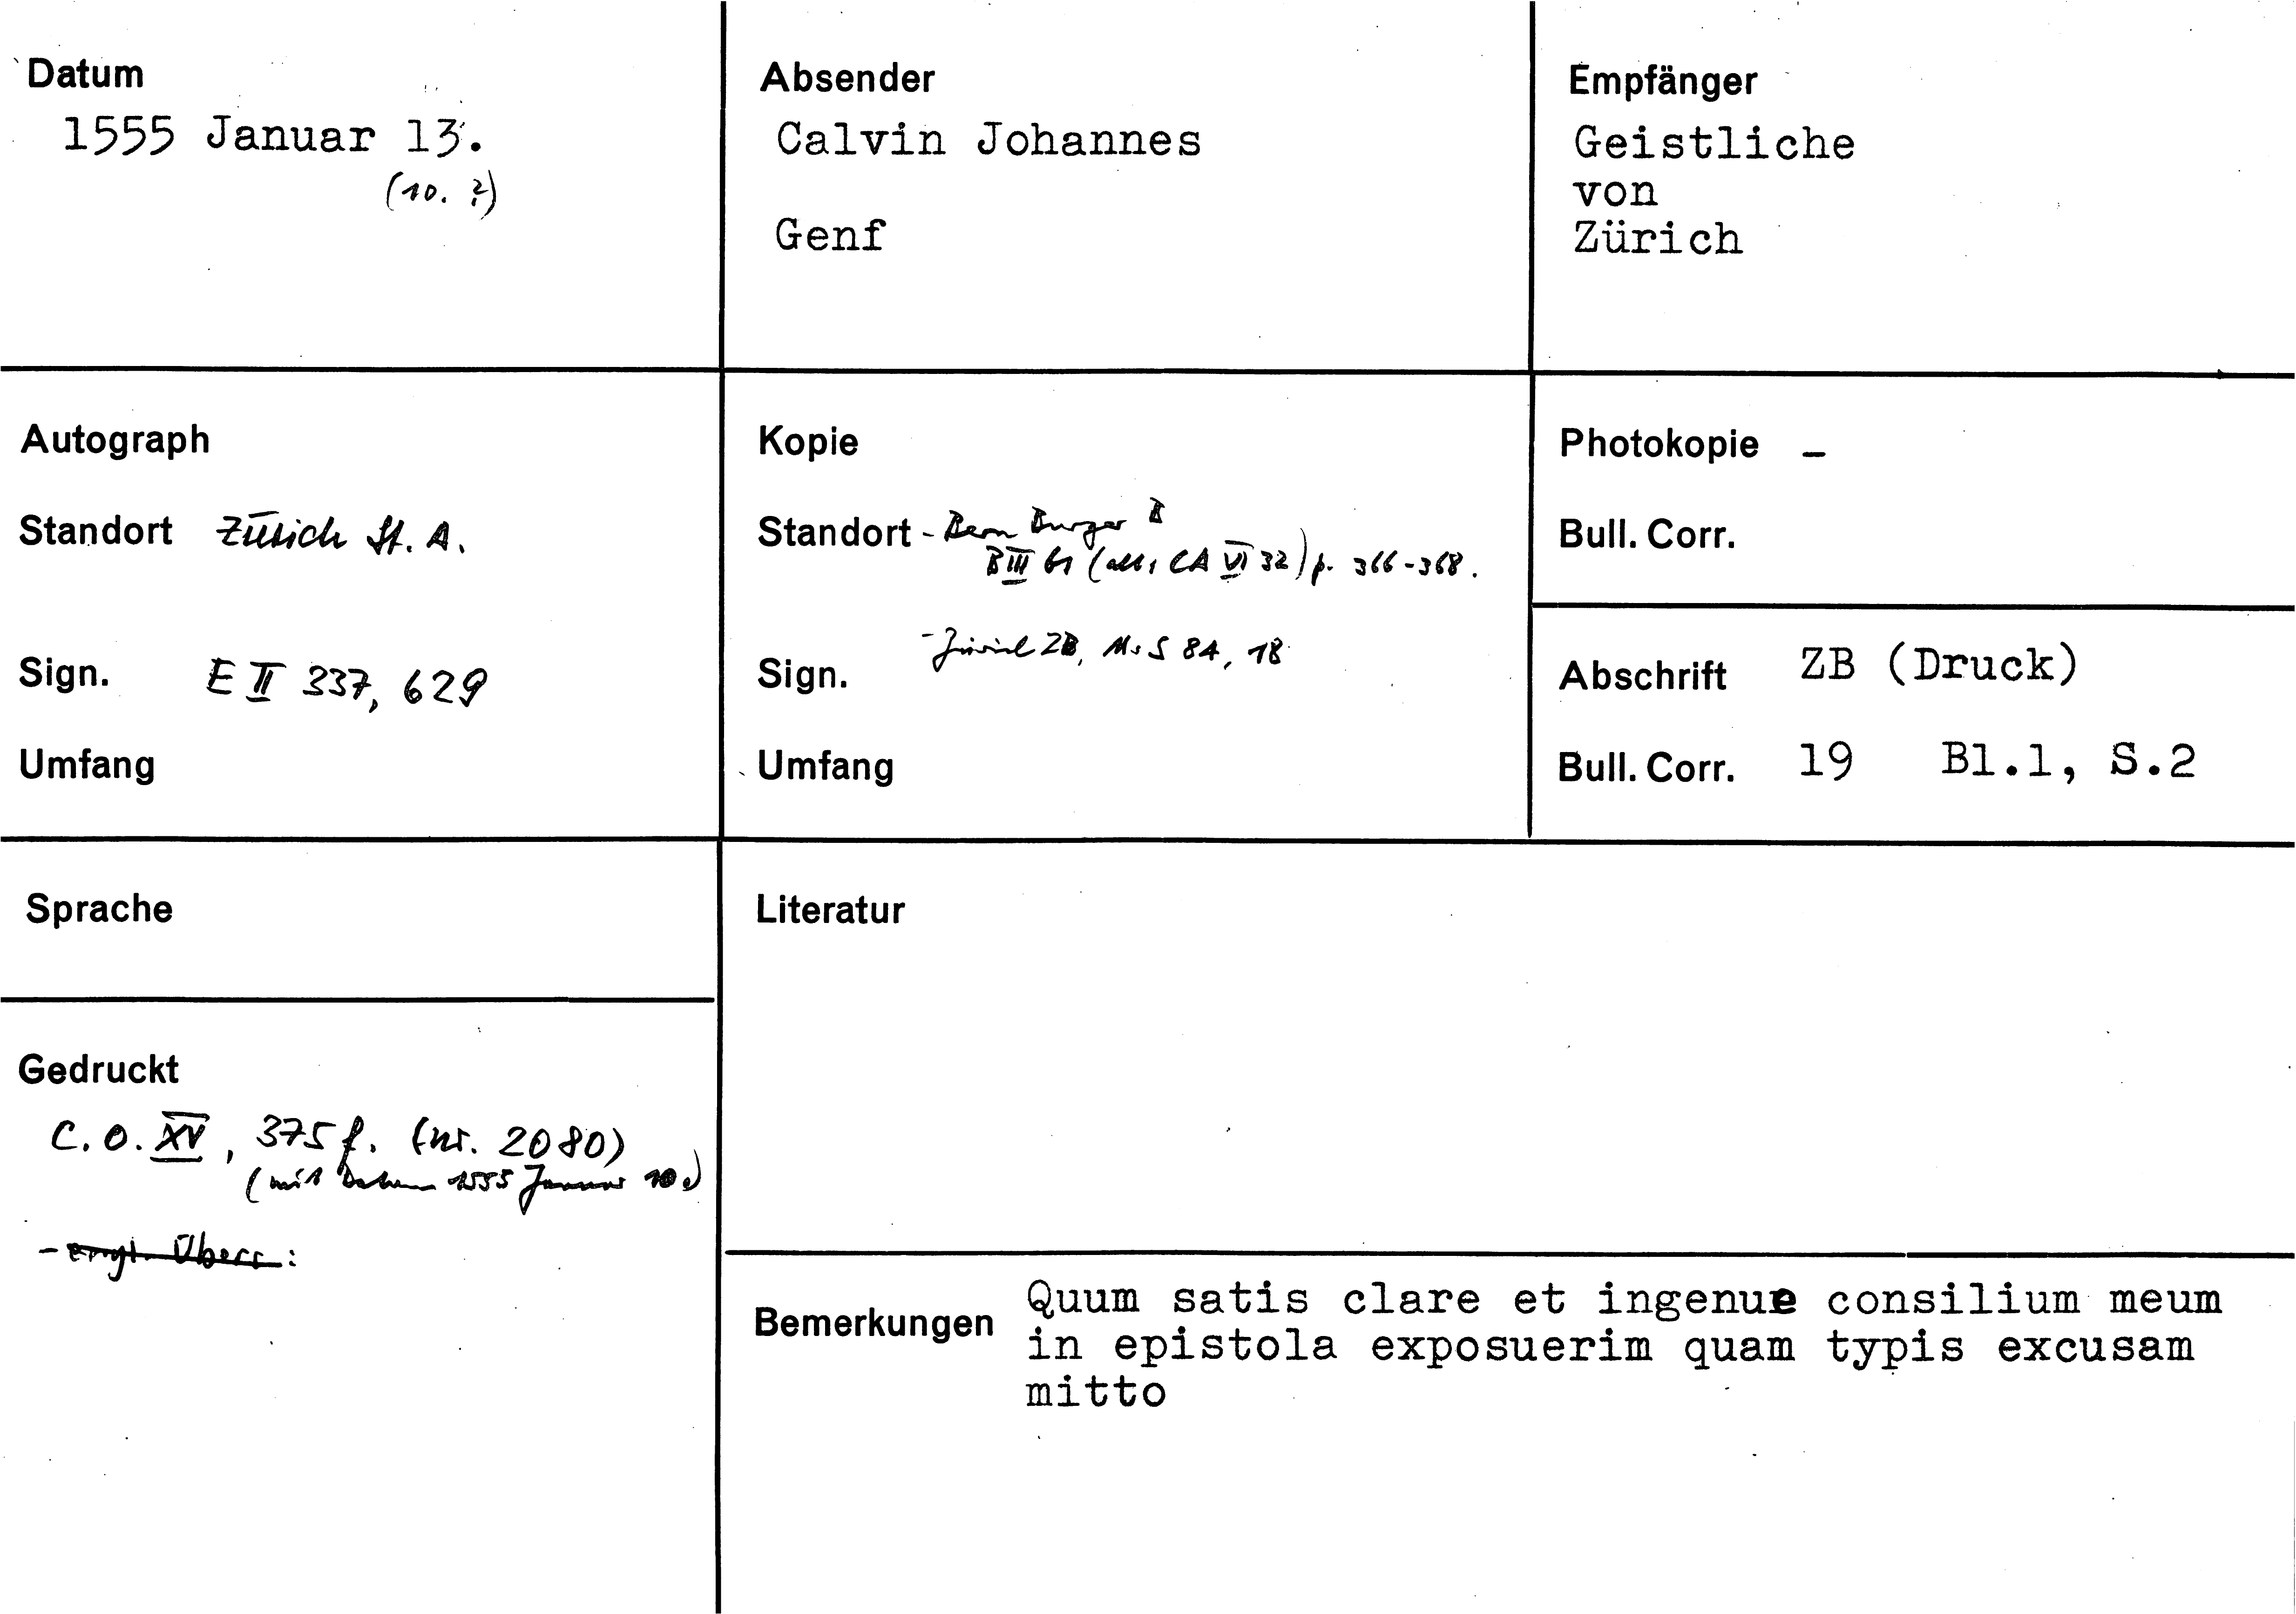 Datum
1555 Januar 13.
(10. ?)
Absender
Calvin Johannes
Genf
Empfänger
Geistliche
von
Zürich
Autograph
Standort Zürich St. A.
Sign. E II 337, 629
Umfang
Kopie
Standort - Bern Burger B
B III 61 (alt: CA VI 32) p. 366-368.
- Zürich ZB, Ms S 84, 18
Sign.
Umfang
Photokopie –
Bull. Corr.
Abschrift ZB (Druck)
Bull. Corr. 19 Bl.1, S.2
Sprache
Gedruckt
C. O. XV, 375 f. (nr. 2080)
(mit Datum 1555 Januar 10.)
- engl. Übers :
Literatur
Bemerkungen Quum satis clare et ingenue consilium meum
in epistola exposuerim quam typis excusam
mitto